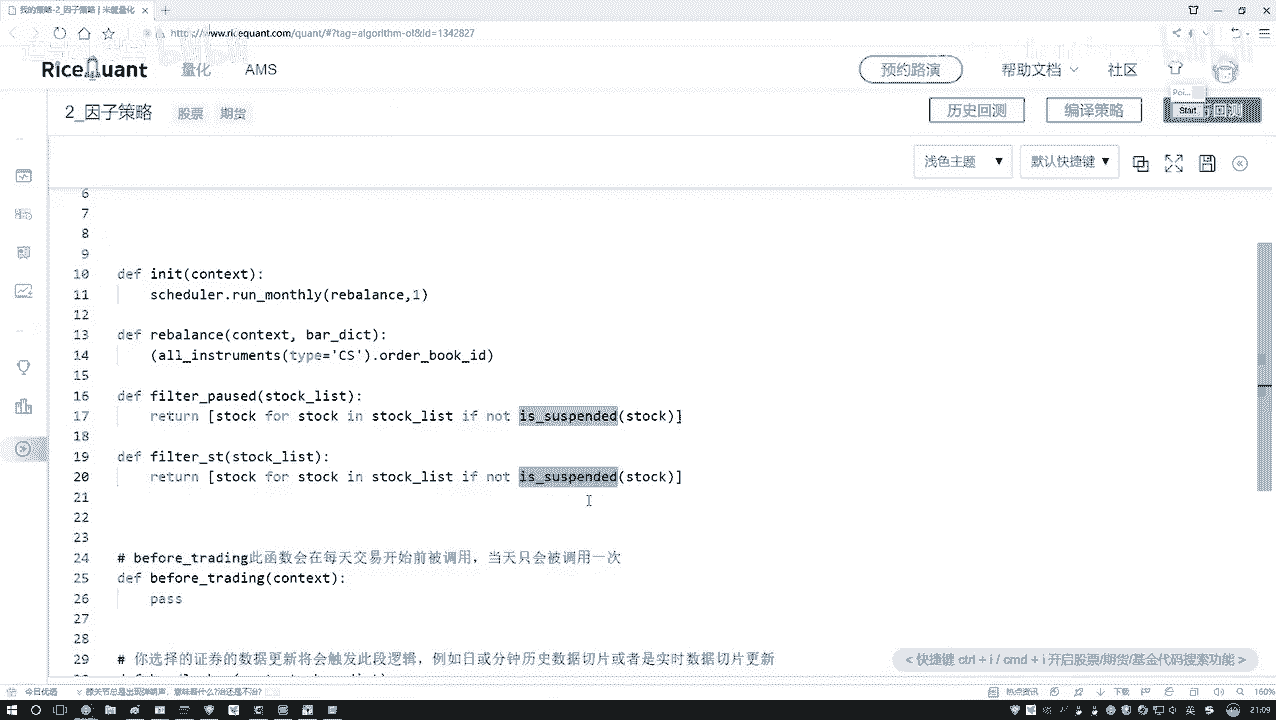 我的策略-2_因子策略 | 米筐量化
http://www.ricequant.com/quant/#?tag=algorithm-of&id=1342827
RiceQuant 量化 AMS 预约路演 帮助文档 社区
2_因子策略 股票 期货 历史回测 编译策略
Start
浅色主题 默认快捷键
6
7
8
9
10 def init(context):
11 scheduler.run_monthly(rebalance,1)
12
13 def rebalance(context, bar_dict):
14 (all_instruments(type='CS').order_book_id)
15
16 def filter_paused(stock_list):
17 return [stock for stock in stock_list if not is_suspended(stock)]
18
19 def filter_st(stock_list):
20 return [stock for stock in stock_list if not is_suspended(stock)]
21
22
23
24 # before_trading此函数会在每天交易开始前被调用，当天只会被调用一次
25 def before_trading(context):
26 pass
27
28
29 # 你选择的证券的数据更新将会触发此段逻辑，例如日或分钟历史数据切片或者是实时数据切片更新
<快捷键 ctrl + i / cmd + i 开启股票/期货/基金代码搜索功能 >
今日优选 热点资讯 下载 160%
21:09